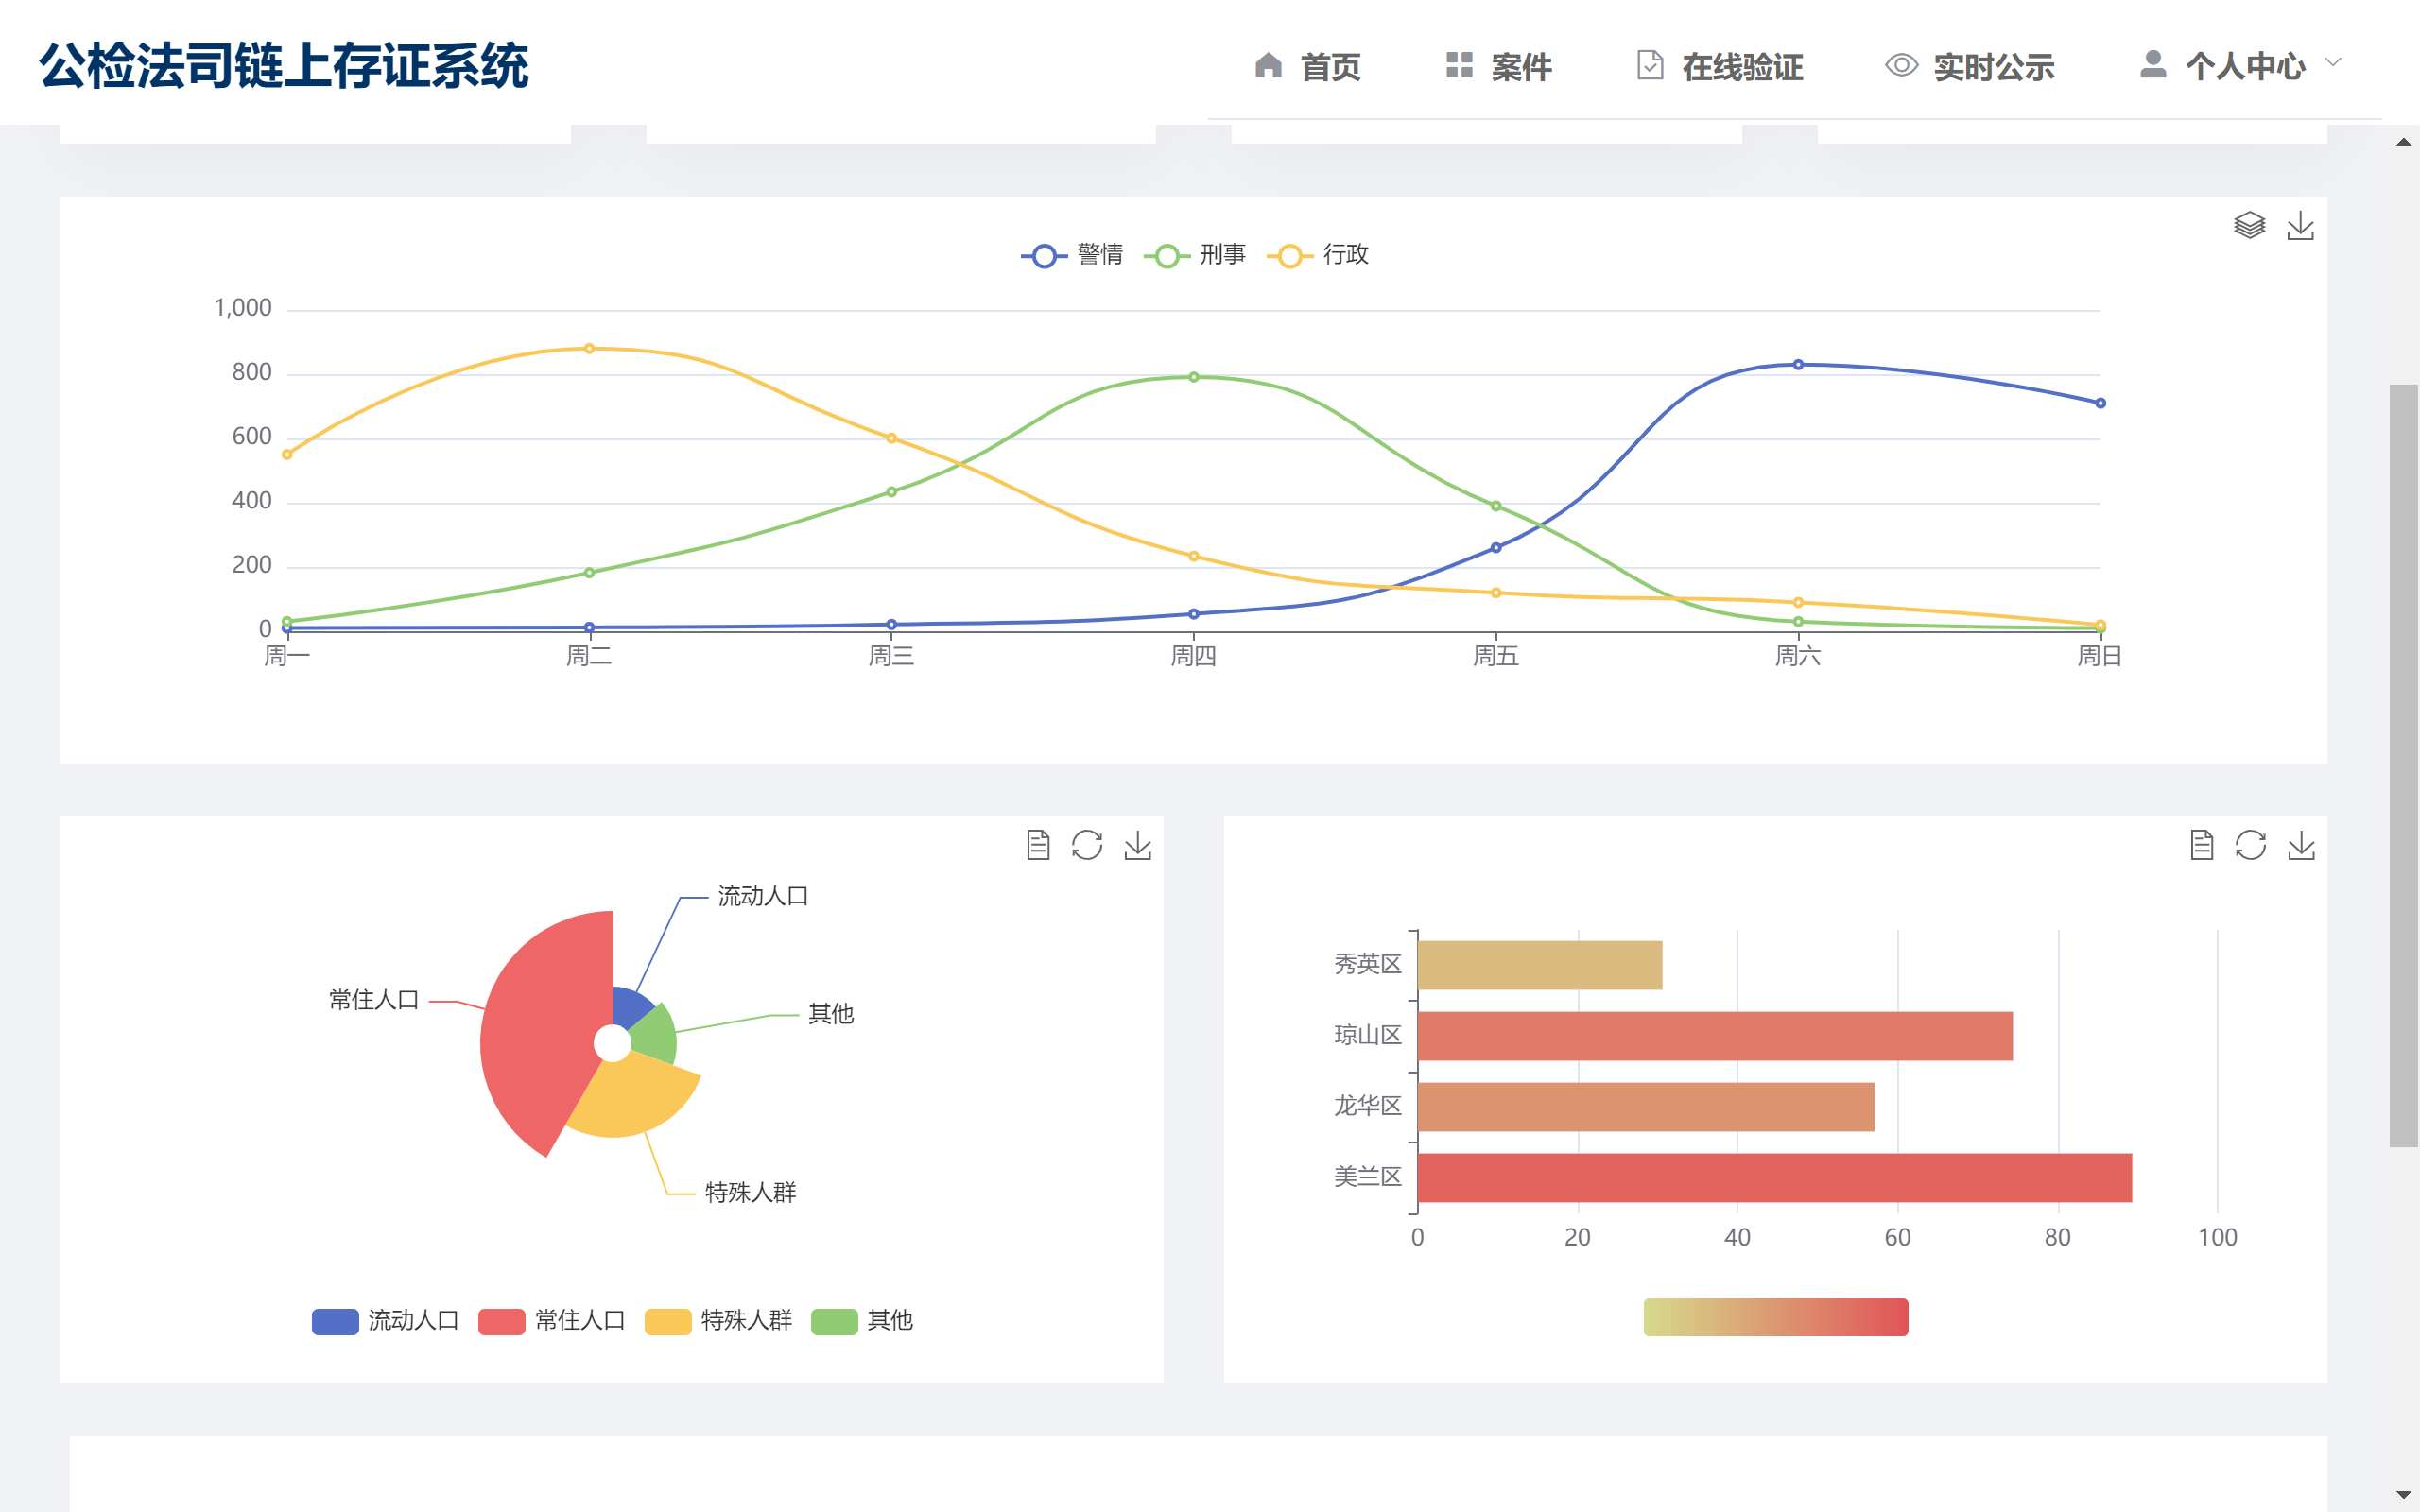 公检法司链上存证系统
首页 案件 在线验证 实时公示 个人中心
警情 刑事 行政
1,000
800
600
400
200
0
周一 周二 周三 周四 周五 周六 周日
流动人口
常住人口
其他
特殊人群
流动人口 常住人口 特殊人群 其他
秀英区
琼山区
龙华区
美兰区
0 20 40 60 80 100